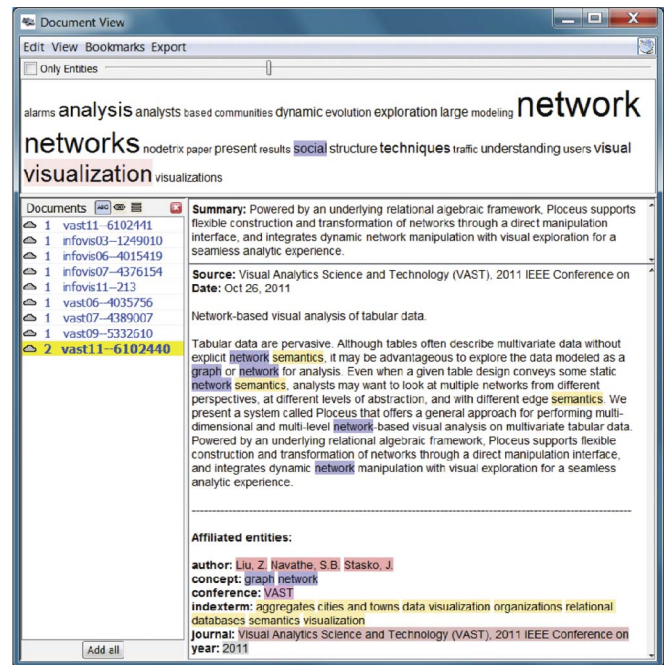 Document View
Edit View Bookmarks Export
Only Entities
alarms analysis analysts based communities dynamic evolution exploration large modeling network
networks nodetrix paper present results social structure techniques traffic understanding users visual
visualization visualizations
Documents ABC
1 vast11--6102441
1 infovis03--1249010
1 infovis06--4015419
1 infovis07--4376154
1 infovis11--213
1 vast06--4035756
1 vast07--4389007
1 vast09--5332610
2 vast11--6102440
Add all
Summary: Powered by an underlying relational algebraic framework, Ploceus supports
flexible construction and transformation of networks through a direct manipulation
interface, and integrates dynamic network manipulation with visual exploration for a
seamless analytic experience.
Source: Visual Analytics Science and Technology (VAST), 2011 IEEE Conference on
Date: Oct 26, 2011
Network-based visual analysis of tabular data.
Tabular data are pervasive. Although tables often describe multivariate data without
explicit network semantics, it may be advantageous to explore the data modeled as a
graph or network for analysis. Even when a given table design conveys some static
network semantics, analysts may want to look at multiple networks from different
perspectives, at different levels of abstraction, and with different edge semantics. We
present a system called Ploceus that offers a general approach for performing multi-
dimensional and multi-level network-based visual analysis on multivariate tabular data.
Powered by an underlying relational algebraic framework, Ploceus supports flexible
construction and transformation of networks through a direct manipulation interface,
and integrates dynamic network manipulation with visual exploration for a seamless
analytic experience.
Affiliated entities:
author: Liu, Z. Navathe, S.B. Stasko, J.
concept: graph network
conference: VAST
indexterm: aggregates cities and towns data visualization organizations relational
databases semantics visualization
journal: Visual Analytics Science and Technology (VAST), 2011 IEEE Conference on
year: 2011